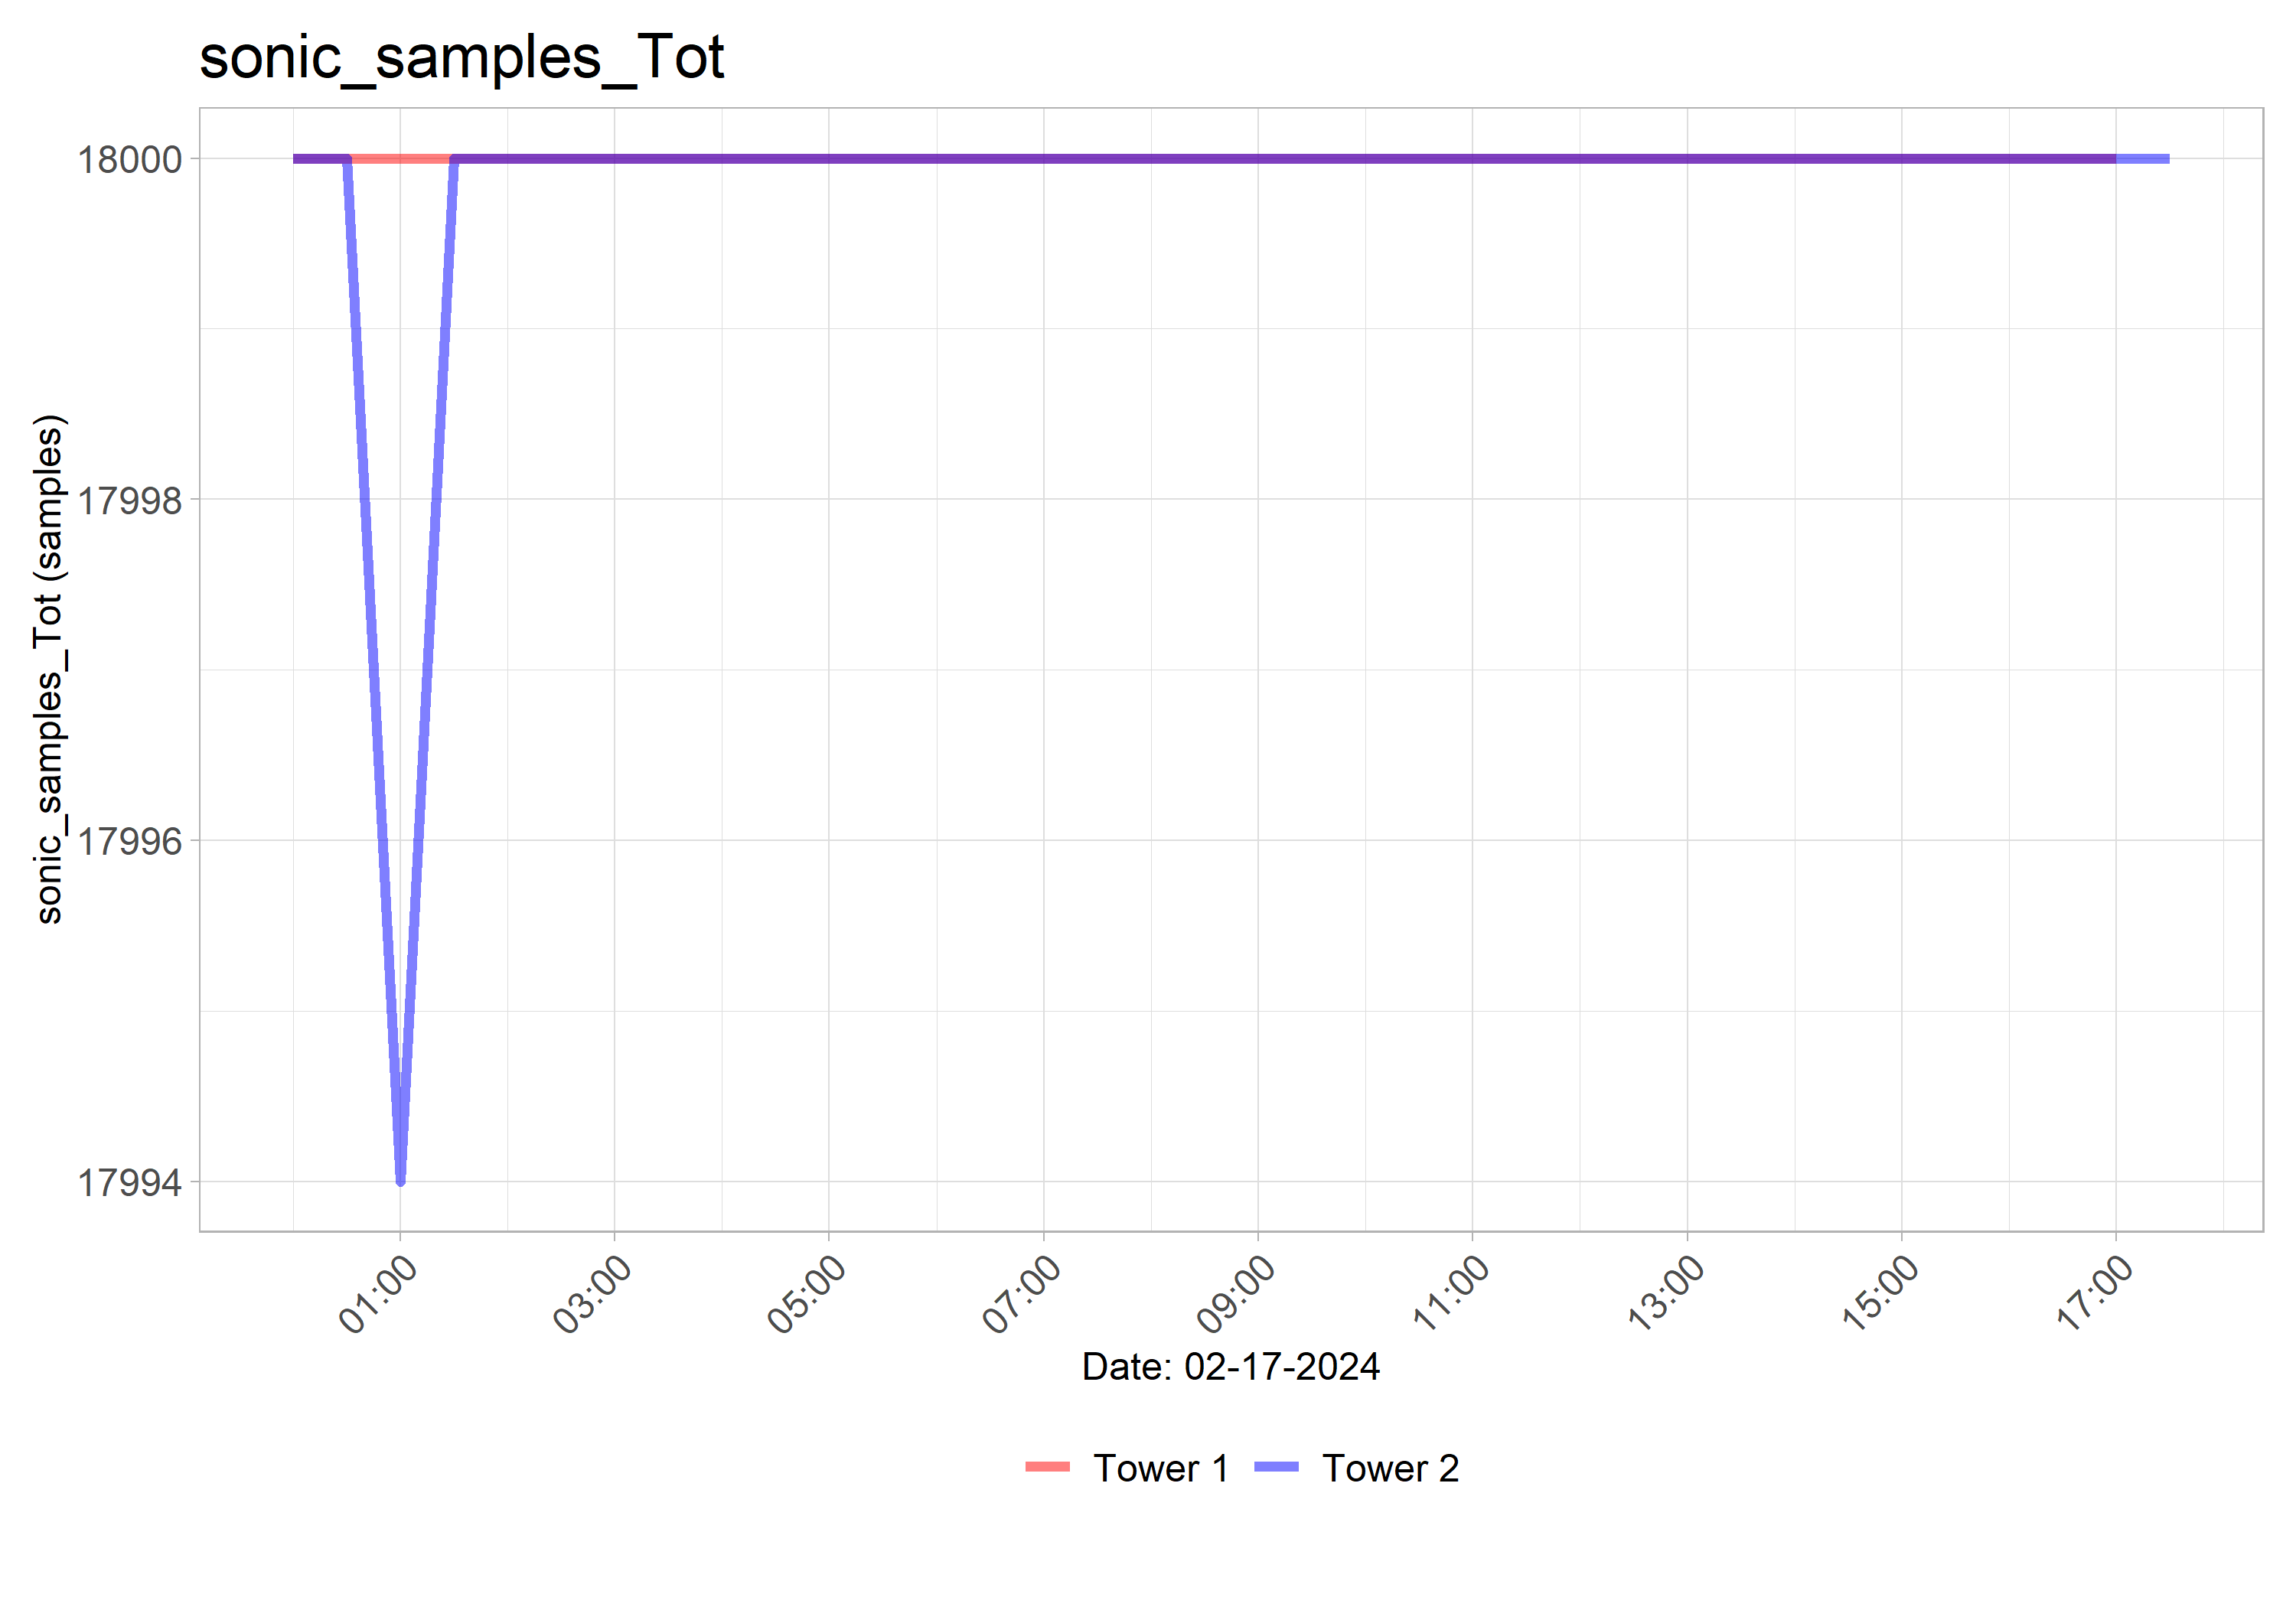 sonic_samples_Tot
sonic_samples_Tot (samples)
18000
17998
17996
17994
01:00
03:00
05:00
07:00
09:00
11:00
13:00
15:00
17:00
Date: 02-17-2024
Tower 1
Tower 2